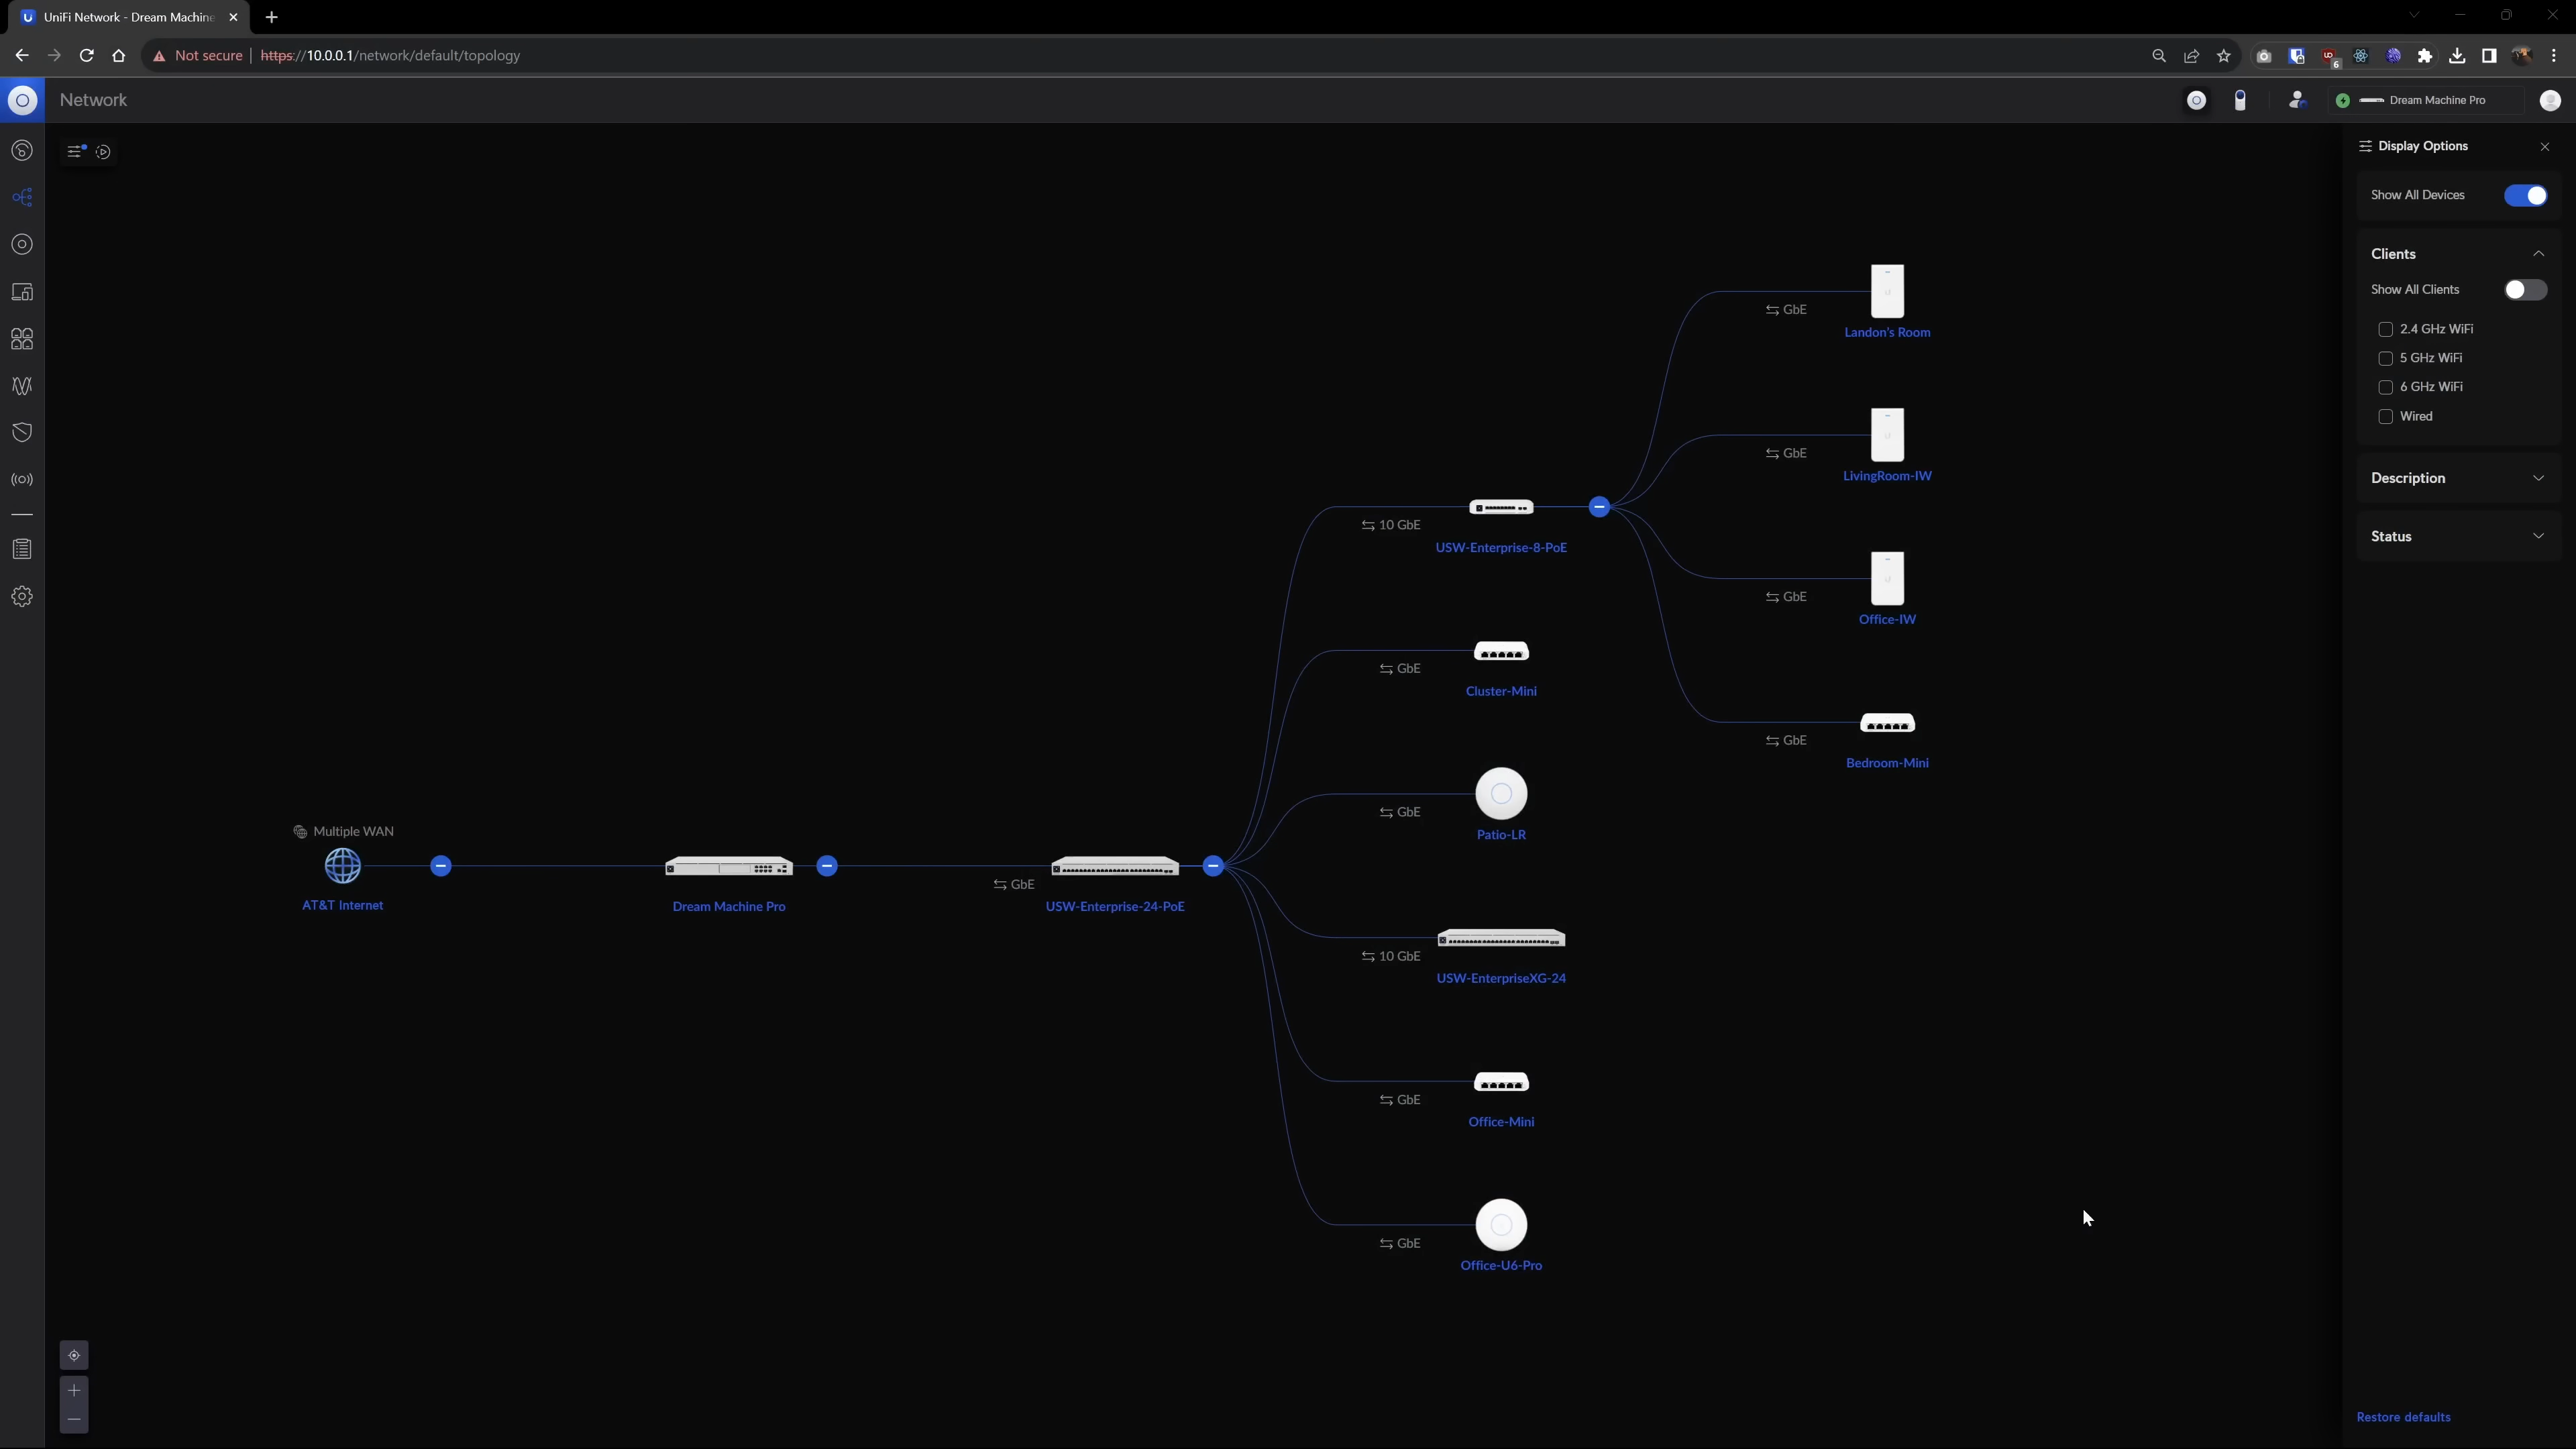 UniFi Network - Dream Machine
Not secure
https://10.0.0.1/network/default/topology
6
Network
Dream Machine Pro
Display Options
Show All Devices
Clients
Show All Clients
2.4 GHz WiFi
5 GHz WiFi
6 GHz WiFi
Wired
Description
Status
GbE
Landon's Room
GbE
LivingRoom-IW
10 GbE
USW-Enterprise-8-PoE
GbE
Office-IW
GbE
Cluster-Mini
GbE
Bedroom-Mini
GbE
Patio-LR
Multiple WAN
AT&T Internet
Dream Machine Pro
GbE
USW-Enterprise-24-PoE
10 GbE
USW-EnterpriseXG-24
GbE
Office-Mini
GbE
Office-U6-Pro
Restore defaults